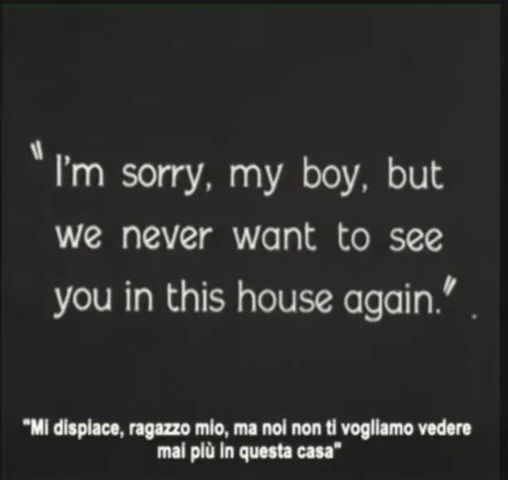 "I'm sorry, my boy, but
we never want to see
you in this house again." .
"Mi dispiace, ragazzo mio, ma noi non ti vogliamo vedere
mai più in questa casa"